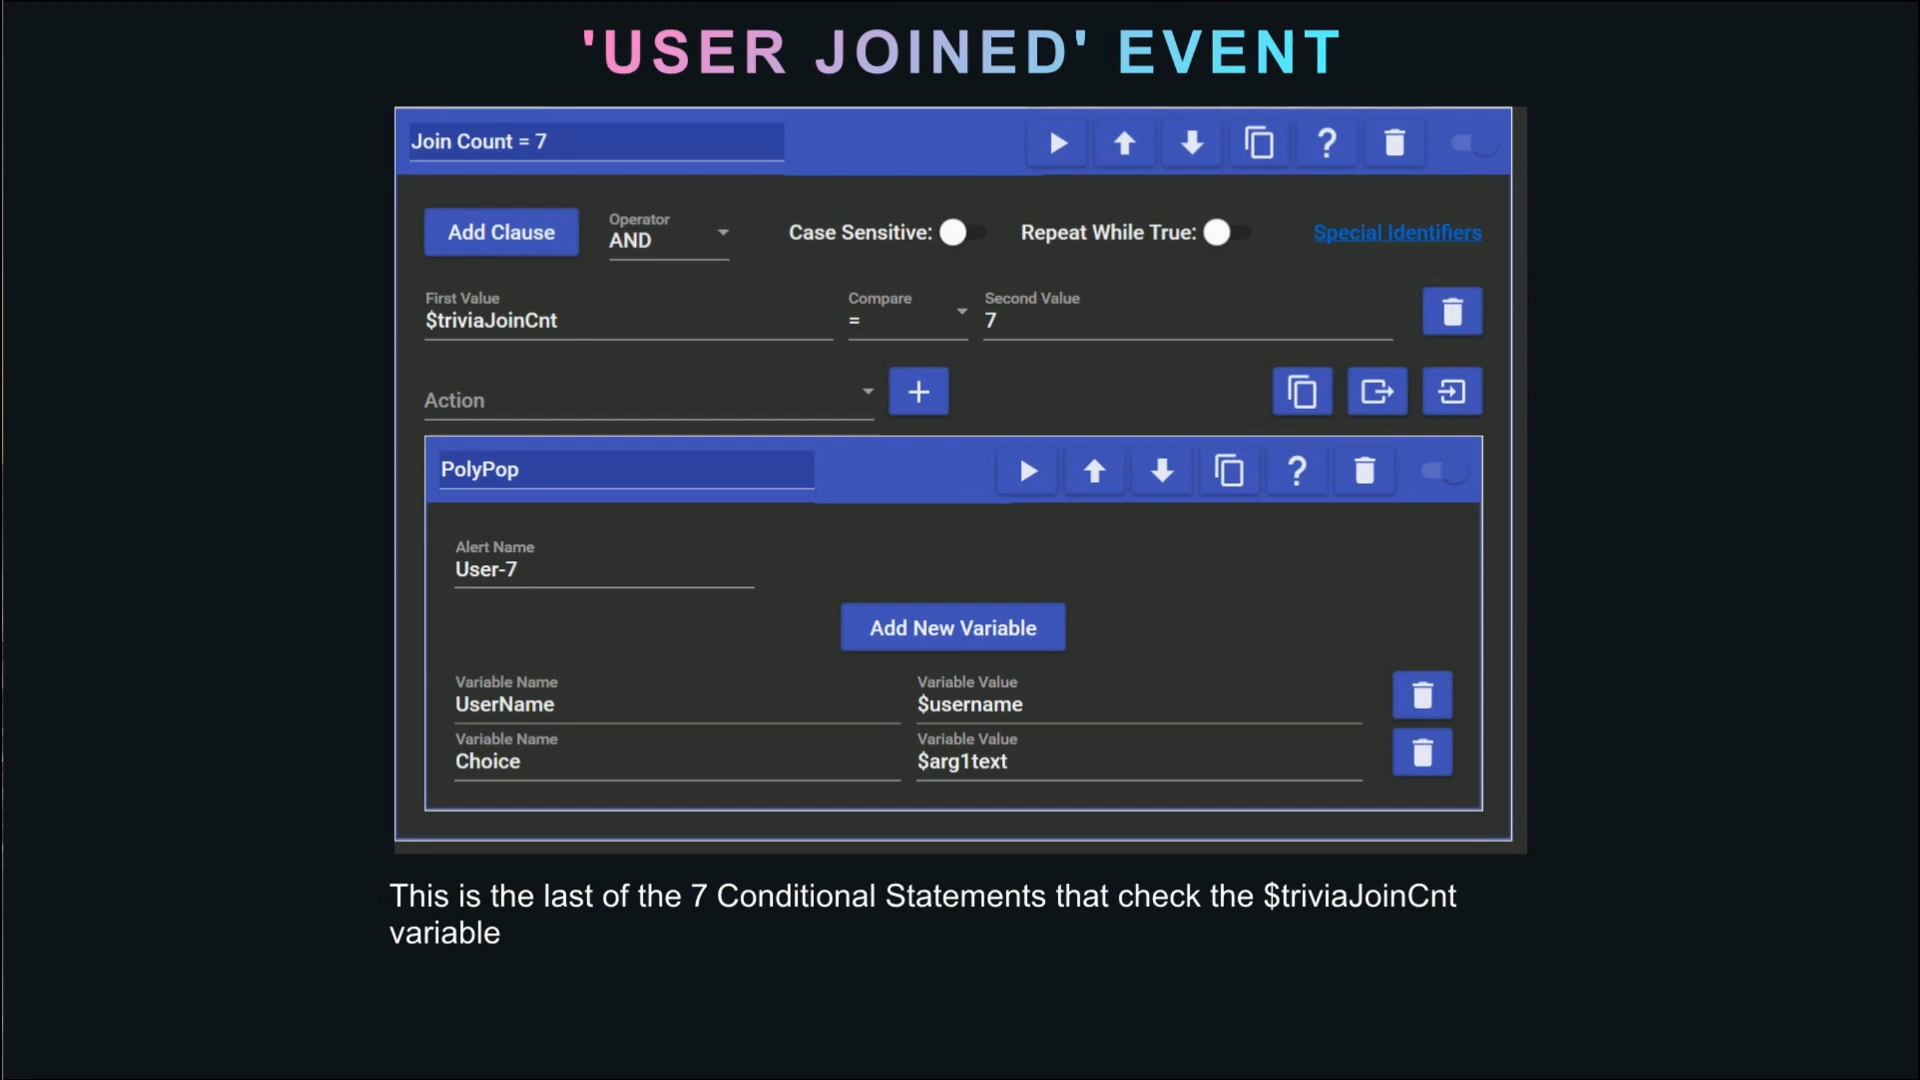 'USER JOINED' EVENT
Join Count = 7
Add Clause
Operator
AND
Case Sensitive:
Repeat While True:
Special Identifiers
First Value
$triviaJoinCnt
Compare
=
Second Value
7
Action
PolyPop
Alert Name
User-7
Add New Variable
Variable Name
UserName
Variable Value
$username
Variable Name
Choice
Variable Value
$arg1text
This is the last of the 7 Conditional Statements that check the $triviaJoinCnt
variable